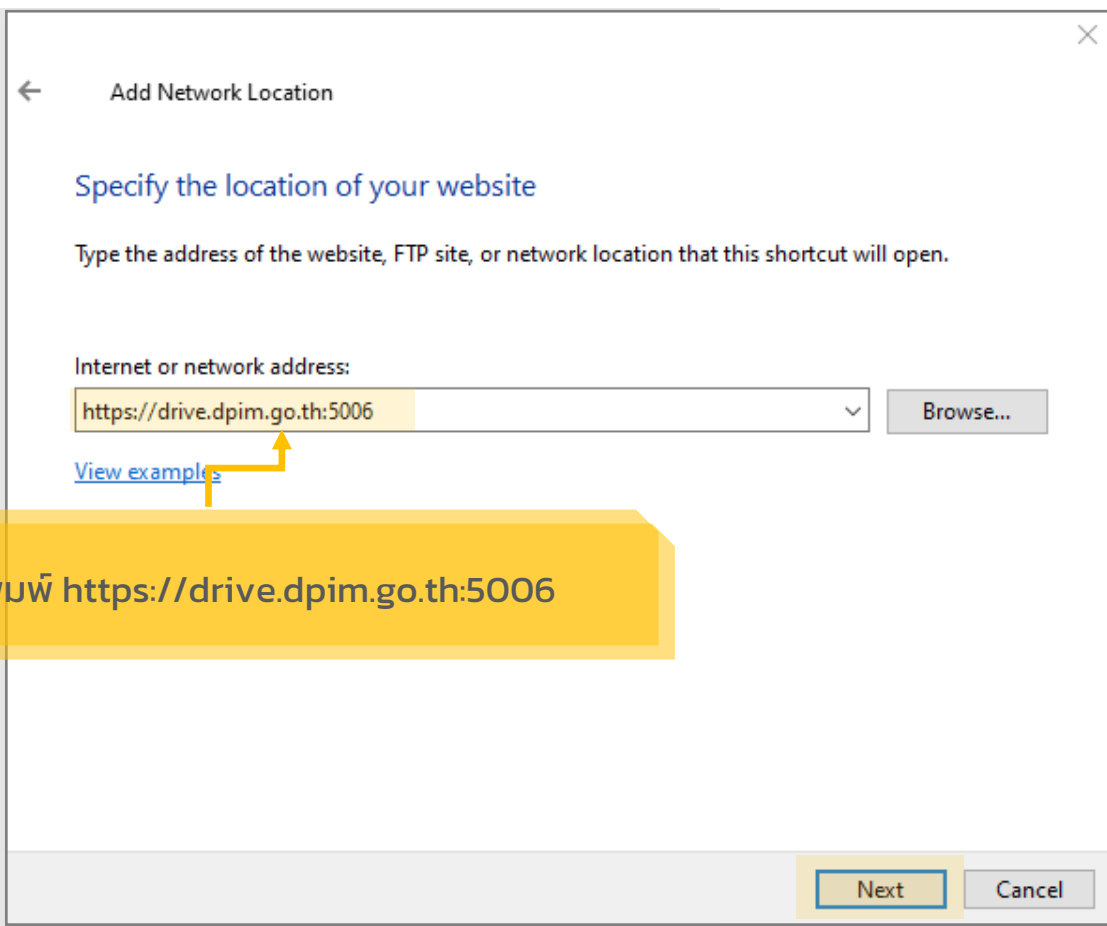 Add Network Location
Specify the location of your website
Type the address of the website, FTP site, or network location that this shortcut will open.
Internet or network address:
https://drive.dpim.go.th:5006
Browse...
View examples
https://drive.dpim.go.th:5006
Next
Cancel